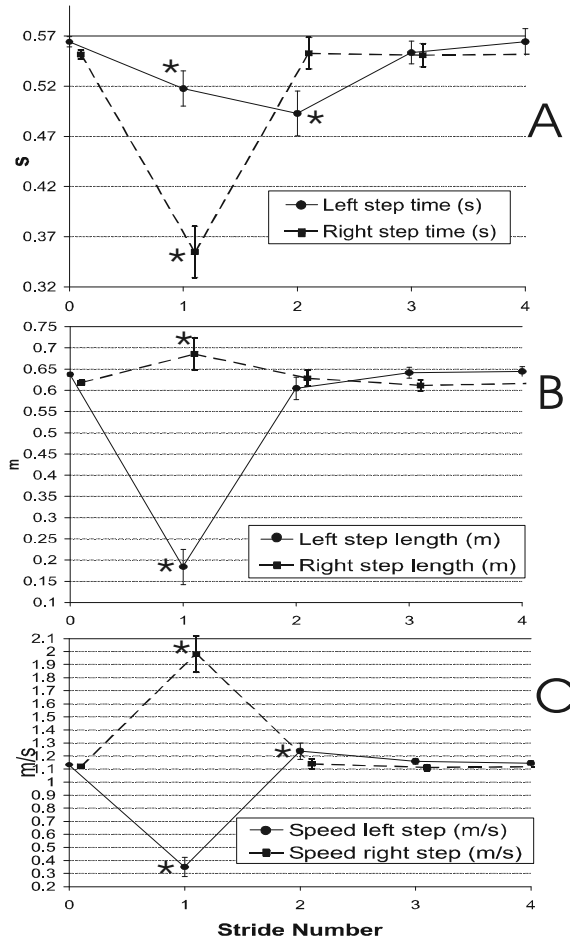 0.57
0.52
0.47
0.42
0.37
0.32
s
* * * A
Left step time (s)
Right step time (s)
0 1 2 3 4
0.75
0.7
0.65
0.6
0.55
0.5
0.45
0.4
0.35
0.3
0.25
0.2
0.15
0.1
m
* * B
Left step length (m)
Right step length (m)
0 1 2 3 4
2.1
2
1.9
1.8
1.7
1.6
1.5
1.4
1.3
1.2
1.1
1
0.9
0.8
0.7
0.6
0.5
0.4
0.3
0.2
m/s
* * * C
Speed left step (m/s)
Speed right step (m/s)
0 1 2 3 4
Stride Number